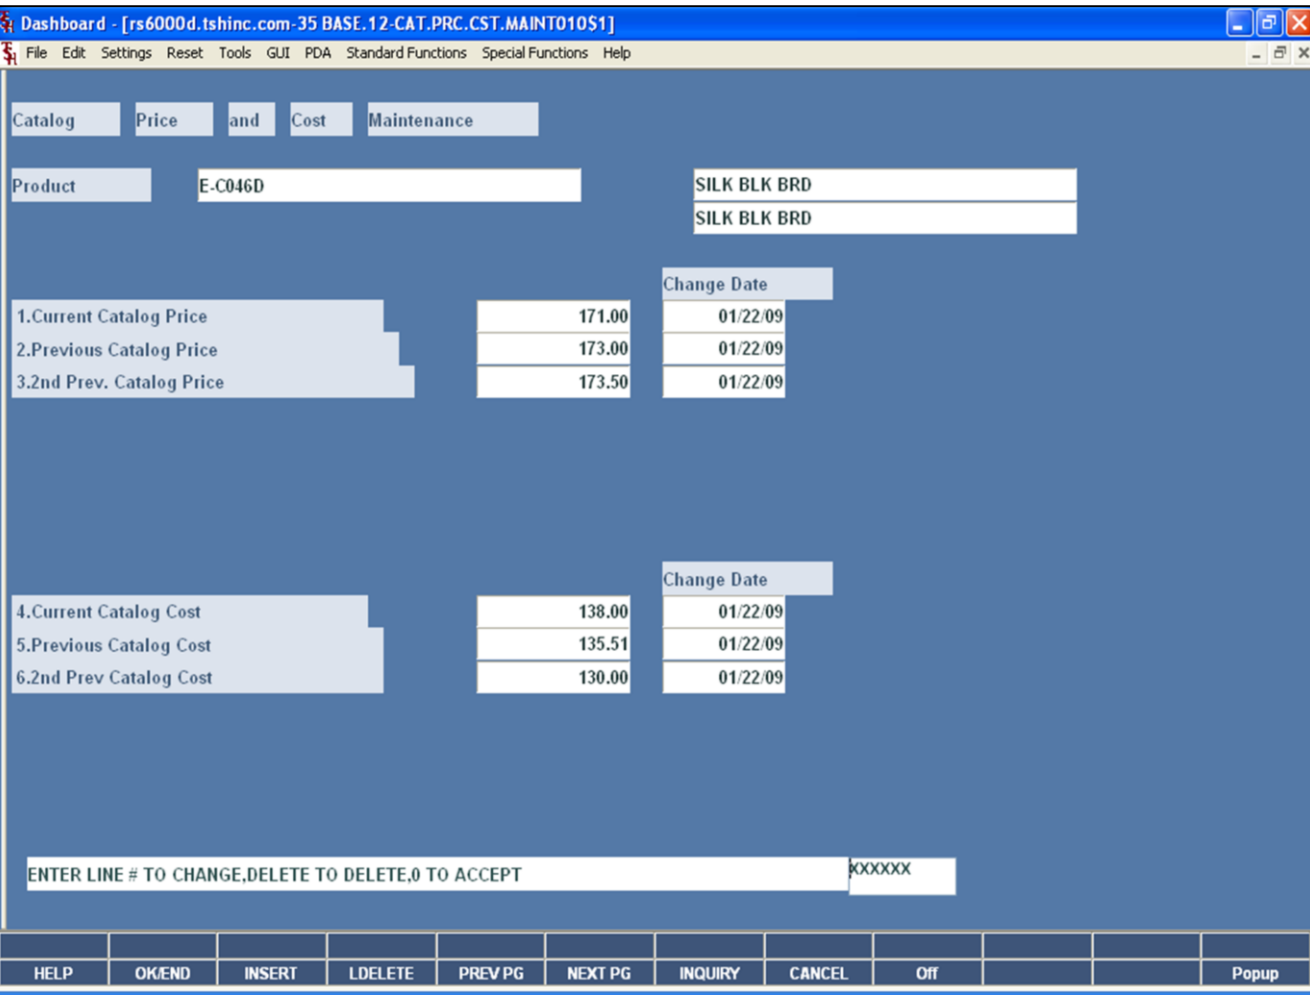 Dashboard - [rs6000d.tshinc.com-35 BASE.12-CAT.PRC.CST.MAINT010$1]
File Edit Settings Reset Tools GUI PDA Standard Functions Special Functions Help
Catalog Price and Cost Maintenance
Product E-C046D SILK BLK BRD
SILK BLK BRD
Change Date
1.Current Catalog Price 171.00 01/22/09
2.Previous Catalog Price 173.00 01/22/09
3.2nd Prev. Catalog Price 173.50 01/22/09
Change Date
4.Current Catalog Cost 138.00 01/22/09
5.Previous Catalog Cost 135.51 01/22/09
6.2nd Prev Catalog Cost 130.00 01/22/09
ENTER LINE # TO CHANGE,DELETE TO DELETE,0 TO ACCEPT XXXXXX
HELP OK/END INSERT LDELETE PREV PG NEXT PG INQUIRY CANCEL Off Popup